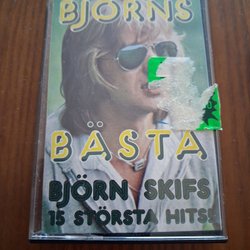 BJÖRNS
BÄSTA
BJÖRN SKIFS
15 STÖRSTA HITS!